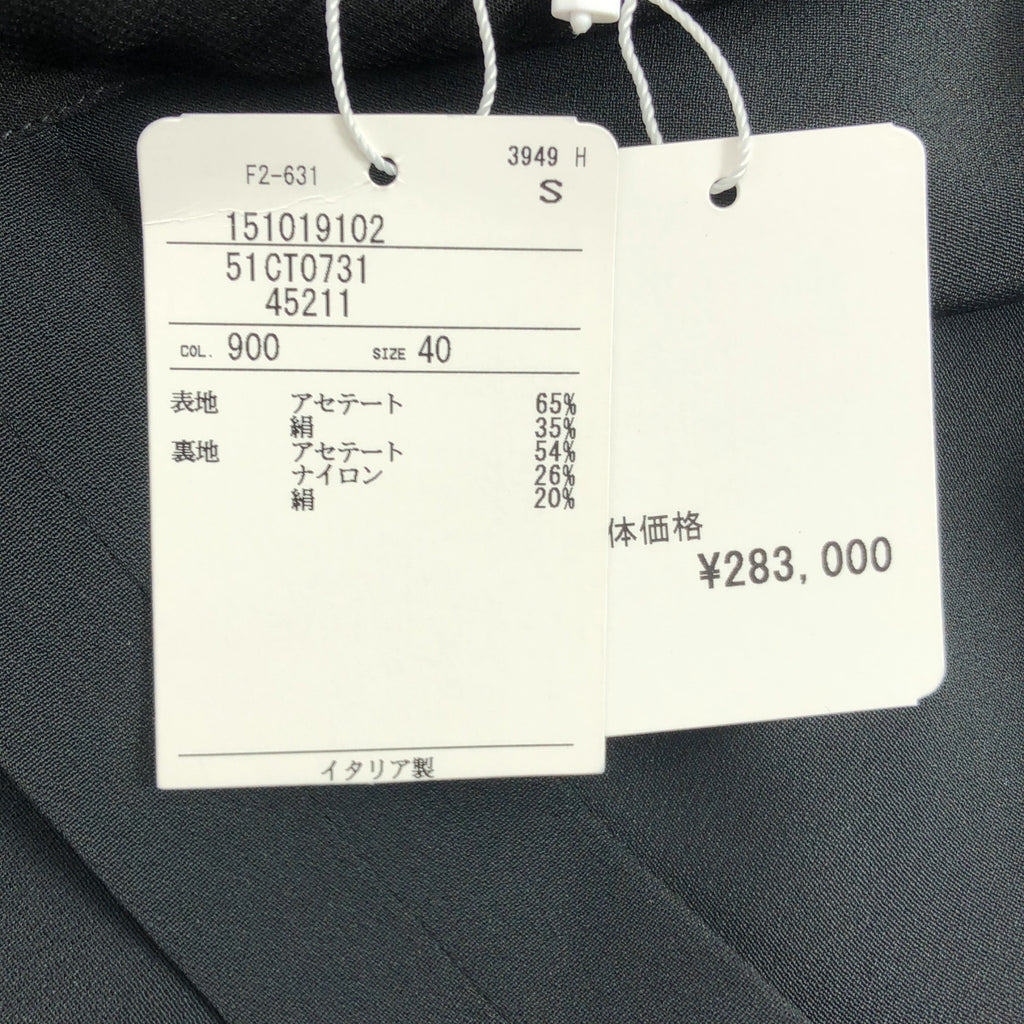 F2-631
3949 H
S
151019102
51CT0731
45211
COL. 900 SIZE 40
表地 アセテート 65%
絹 35%
裏地 アセテート 54%
ナイロン 26%
絹 20%
イタリア製
体価格
¥283,000